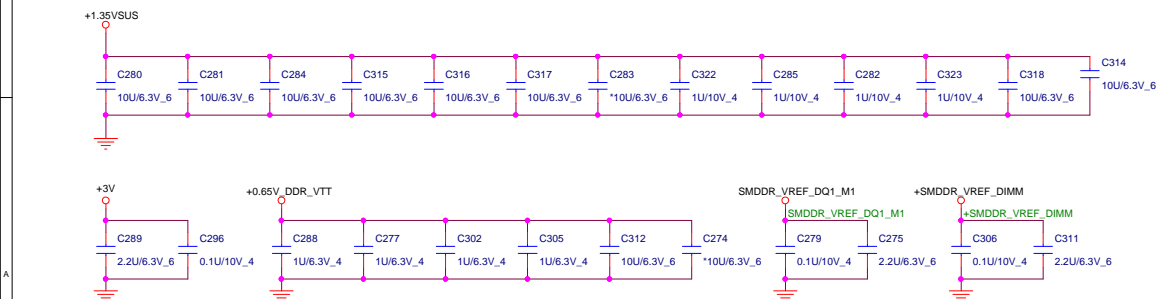 +1.35VSUS
C280 C281 C284 C315 C316 C317 C283 C322 C285 C282 C323 C318 C314
10U/6.3V_6 10U/6.3V_6 10U/6.3V_6 10U/6.3V_6 10U/6.3V_6 10U/6.3V_6 *10U/6.3V_6 1U/10V_4 1U/10V_4 1U/10V_4 1U/10V_4 10U/6.3V_6 10U/6.3V_6
+3V +0.65V_DDR_VTT SMDDR_VREF_DQ1_M1 +SMDDR_VREF_DIMM
SMDDR_VREF_DQ1_M1 +SMDDR_VREF_DIMM
C289 C296 C288 C277 C302 C305 C312 C274 C279 C275 C306 C311
2.2U/6.3V_6 0.1U/10V_4 1U/6.3V_4 1U/6.3V_4 1U/6.3V_4 1U/6.3V_4 10U/6.3V_6 *10U/6.3V_6 0.1U/10V_4 2.2U/6.3V_6 0.1U/10V_4 2.2U/6.3V_6
A